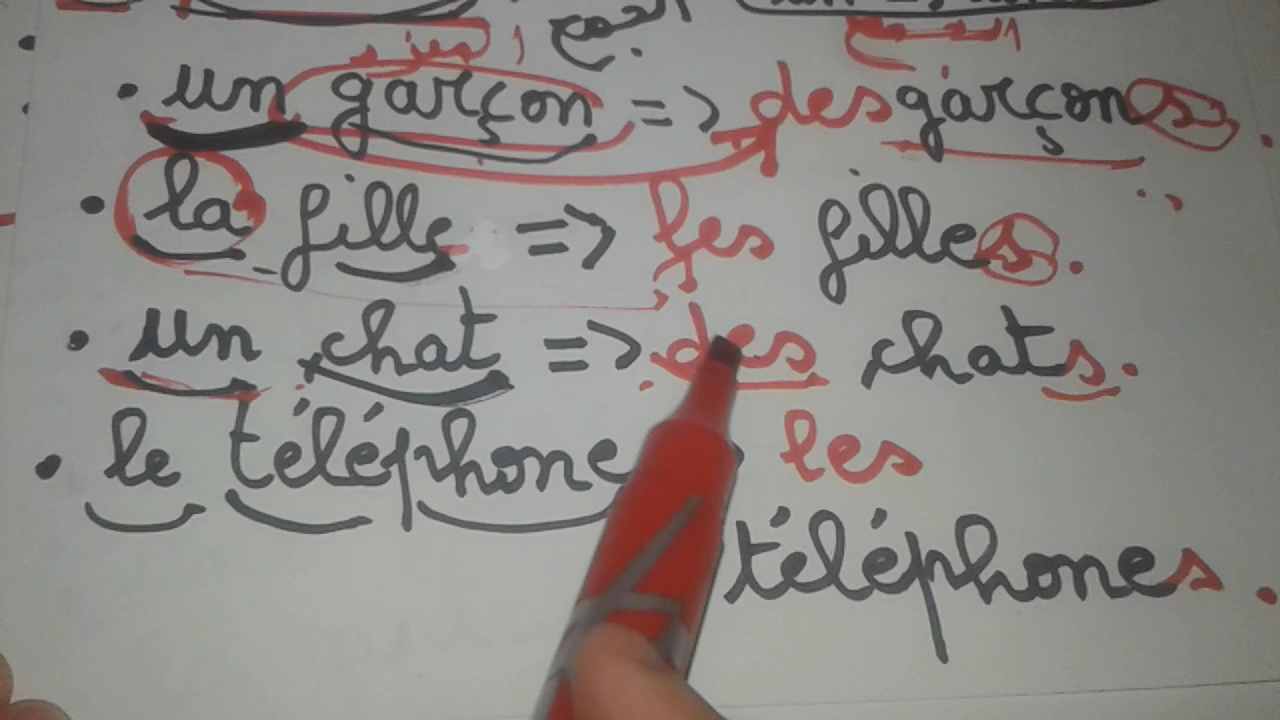 un garçon => des garçons.
la fille => les filles.
un chat => des chats.
le téléphone les
téléphones.